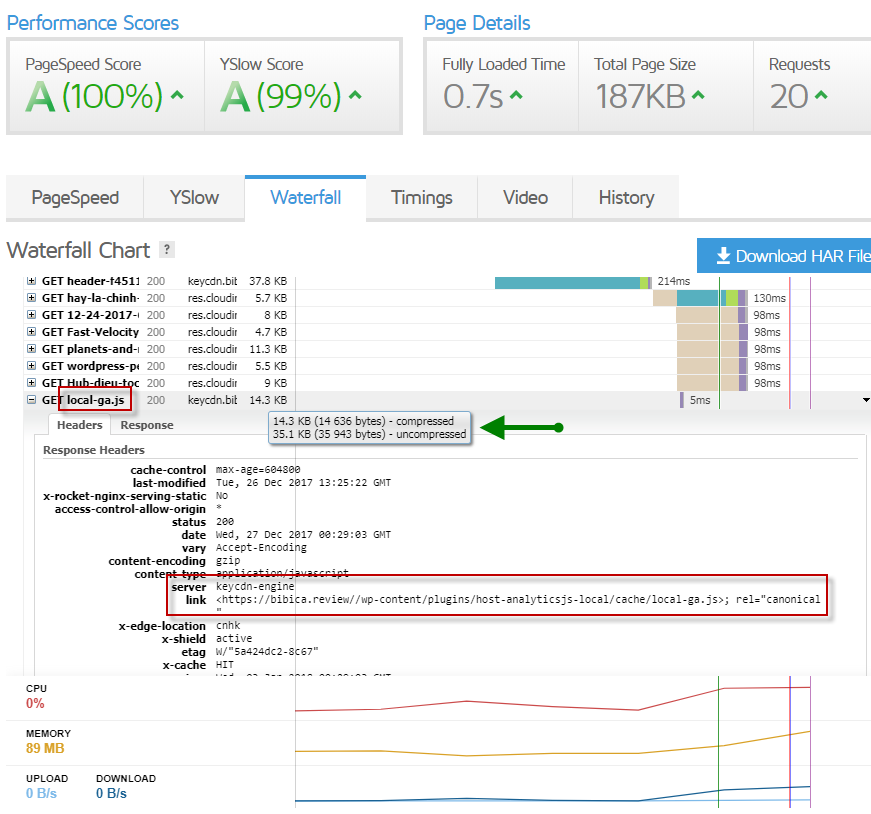 Performance Scores
Page Details
PageSpeed Score
YSlow Score
Fully Loaded Time
Total Page Size
Requests
A (100%)
A (99%)
0.7s
187KB
20
PageSpeed
YSlow
Waterfall
Timings
Video
History
Waterfall Chart ?
Download HAR File
GET header-f4511 200 keycdn.bib 37.8 KB 214ms
GET hay-la-chinh- 200 res.cloudin 5.7 KB 130ms
GET 12-24-2017- 200 res.cloudin 8 KB 98ms
GET Fast-Velocity 200 res.cloudin 4.7 KB 98ms
GET planets-and- 200 res.cloudin 11.3 KB 98ms
GET wordpress-pe 200 res.cloudin 5.5 KB 98ms
GET Hub-dieu-toc 200 res.cloudin 9 KB 98ms
GET local-ga.js 200 keycdn.bib 14.3 KB 5ms
14.3 KB (14 636 bytes) - compressed
35.1 KB (35 943 bytes) - uncompressed
Headers
Response
Response Headers
cache-control max-age=604800
last-modified Tue, 26 Dec 2017 13:25:22 GMT
x-rocket-nginx-serving-static No
access-control-allow-origin *
status 200
date Wed, 27 Dec 2017 00:29:03 GMT
vary Accept-Encoding
content-encoding gzip
content-type application/javascript
server keycdn-engine
link <https://bibica.review//wp-content/plugins/host-analyticsjs-local/cache/local-ga.js>; rel="canonical
"
x-edge-location cnhk
x-shield active
etag W/"5a424dc2-8c67"
x-cache HIT
CPU
0%
MEMORY
89 MB
UPLOAD
DOWNLOAD
0 B/s
0 B/s